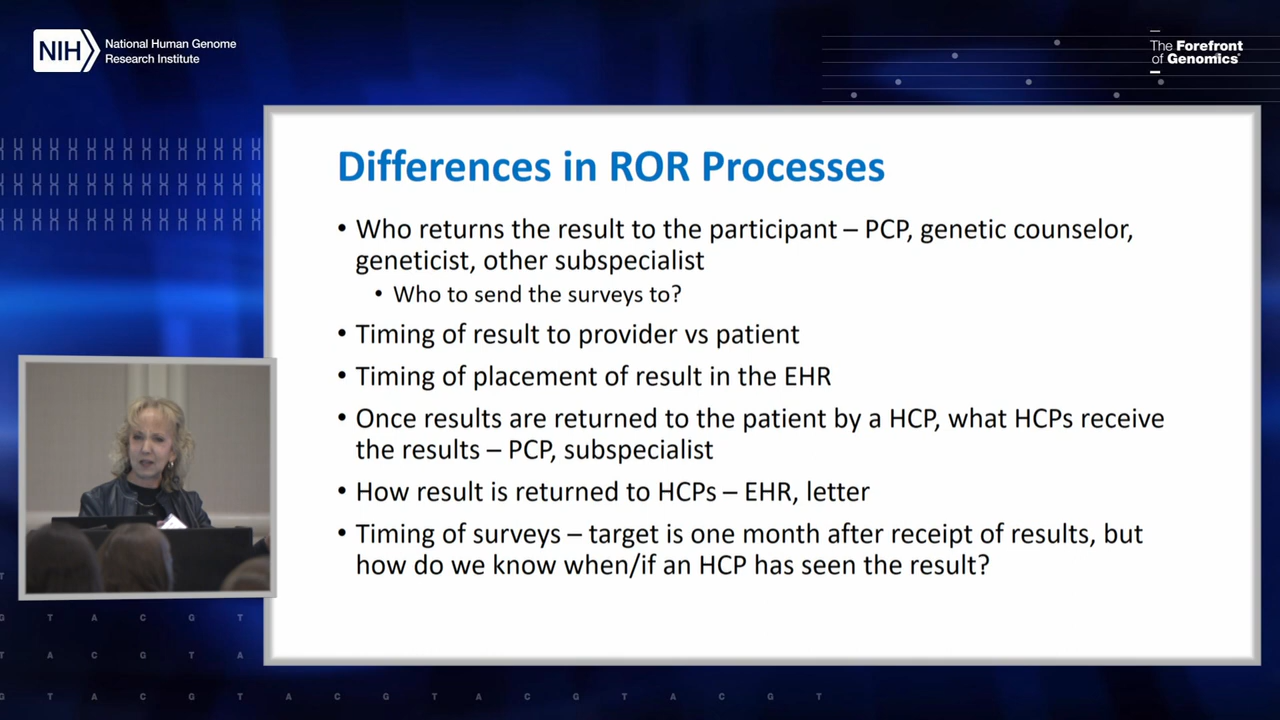 NIH
National Human Genome
Research Institute
The Forefront
of Genomics®
Differences in ROR Processes
• Who returns the result to the participant – PCP, genetic counselor,
geneticist, other subspecialist
• Who to send the surveys to?
• Timing of result to provider vs patient
• Timing of placement of result in the EHR
• Once results are returned to the patient by a HCP, what HCPs receive
the results – PCP, subspecialist
• How result is returned to HCPs – EHR, letter
• Timing of surveys – target is one month after receipt of results, but
how do we know when/if an HCP has seen the result?
T
G T A C G T
T A C G T A
G T A C G T A C G T A C G T A C G T